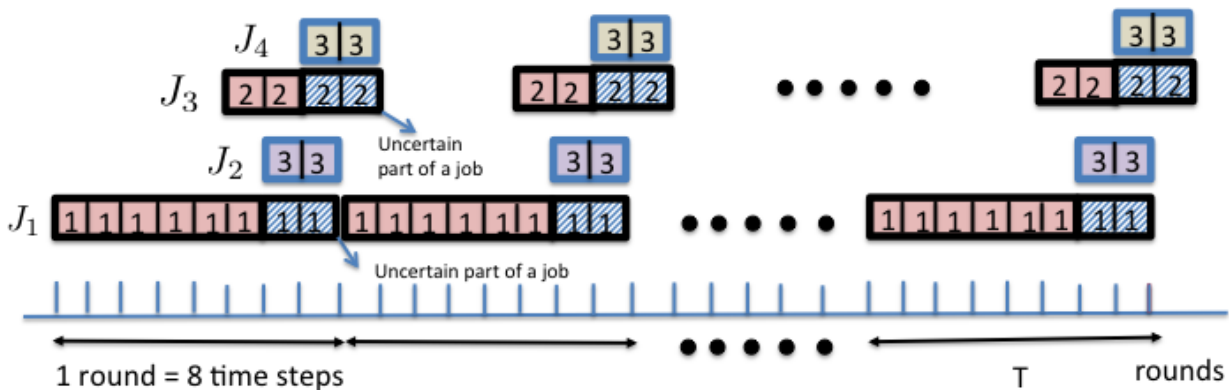 J4 3 3 3 3 3 3
J3 2 2 2 2 2 2 2 2 2 2 2 2
Uncertain
part of a job
J2 3 3 3 3 3 3
J1 1 1 1 1 1 1 1 1 1 1 1 1 1 1 1 1 1 1 1 1 1 1 1 1
Uncertain part of a job
1 round = 8 time steps T rounds